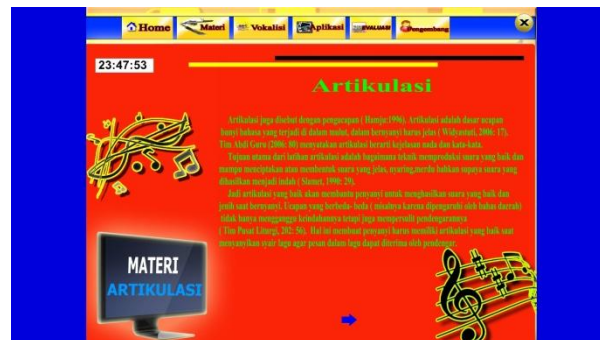 Home Materi Vokalisi Aplikasi EVALUASI Pengembang
23:47:53
Artikulasi
Artikulasi juga disebut dengan pengucapan ( Hamju:1996). Artikulasi adalah dasar ucapan
bunyi bahasa yang terjadi di dalam mulut, dalam bernyanyi harus jelas ( Widyastuti, 2006: 17).
Tim Abdi Guru (2006: 80) menyatakan artikulasi berarti kejelasan nada dan kata-kata.
Tujuan utama dari latihan artikulasi adalah bagaimana teknik memproduksi suara yang baik dan
mampu menciptakan atau membentuk suara yang jelas, nyaring,merdu bahkan supaya suara yang
dihasilkan menjadi indah ( Slamet, 1990: 29).
Jadi artikulasi yang baik akan membantu penyanyi untuk menghasilkan suara yang baik dan
jenih saat bernyanyi. Ucapan yang berbeda- beda ( misalnya karena dipengaruhi oleh bahas daerah)
tidak hanya mengganggu keindahannya tetapi juga mempersulit pendengarannya
( Tim Pusat Liturgi, 202: 56). Hal ini membuat penyanyi harus memiliki artikulasi yang baik saat
menyanyikan syair lagu agar pesan dalam lagu dapat diterima oleh pendengar.
MATERI
ARTIKULASI